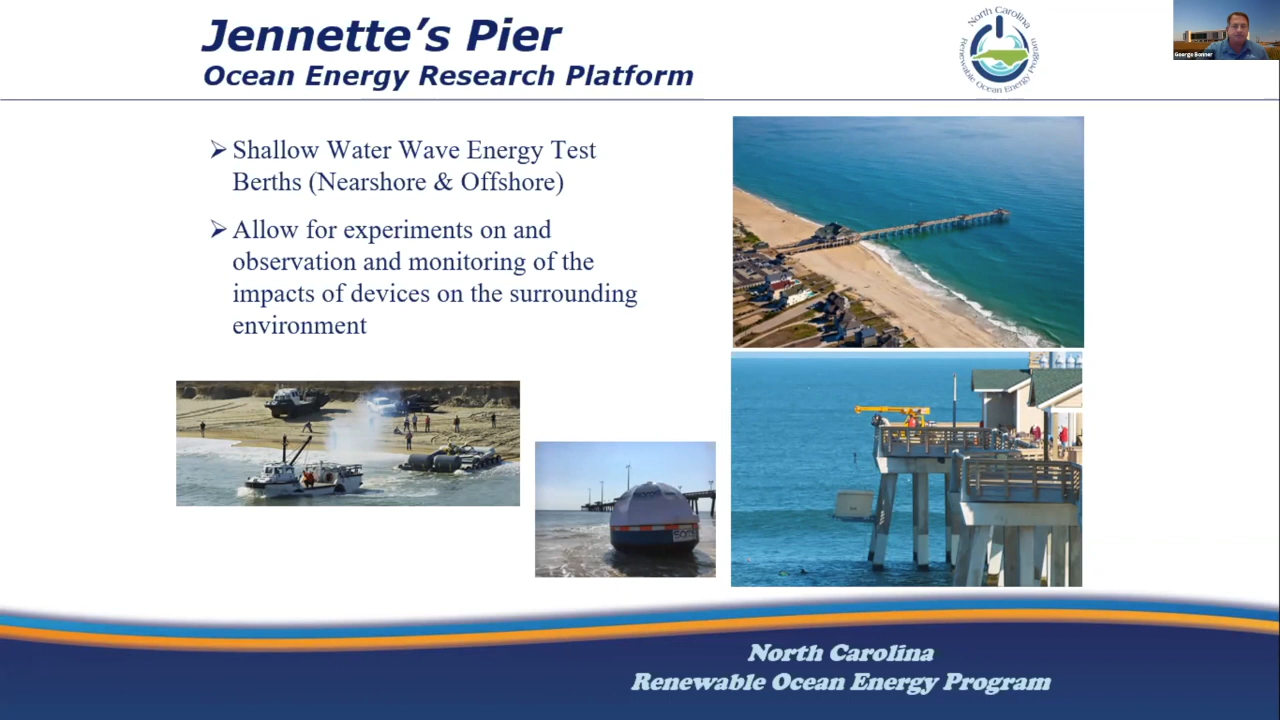 Jennette's Pier
Ocean Energy Research Platform
North Carolina
Renewable Ocean Energy Program
George Bonner
➢ Shallow Water Wave Energy Test
Berths (Nearshore & Offshore)
➢ Allow for experiments on and
observation and monitoring of the
impacts of devices on the surrounding
environment
North Carolina
Renewable Ocean Energy Program